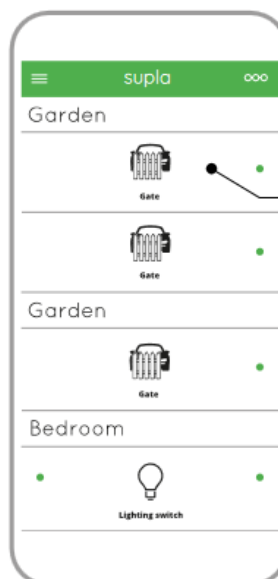 supla
Garden
Gate
Gate
Garden
Gate
Bedroom
Lighting switch